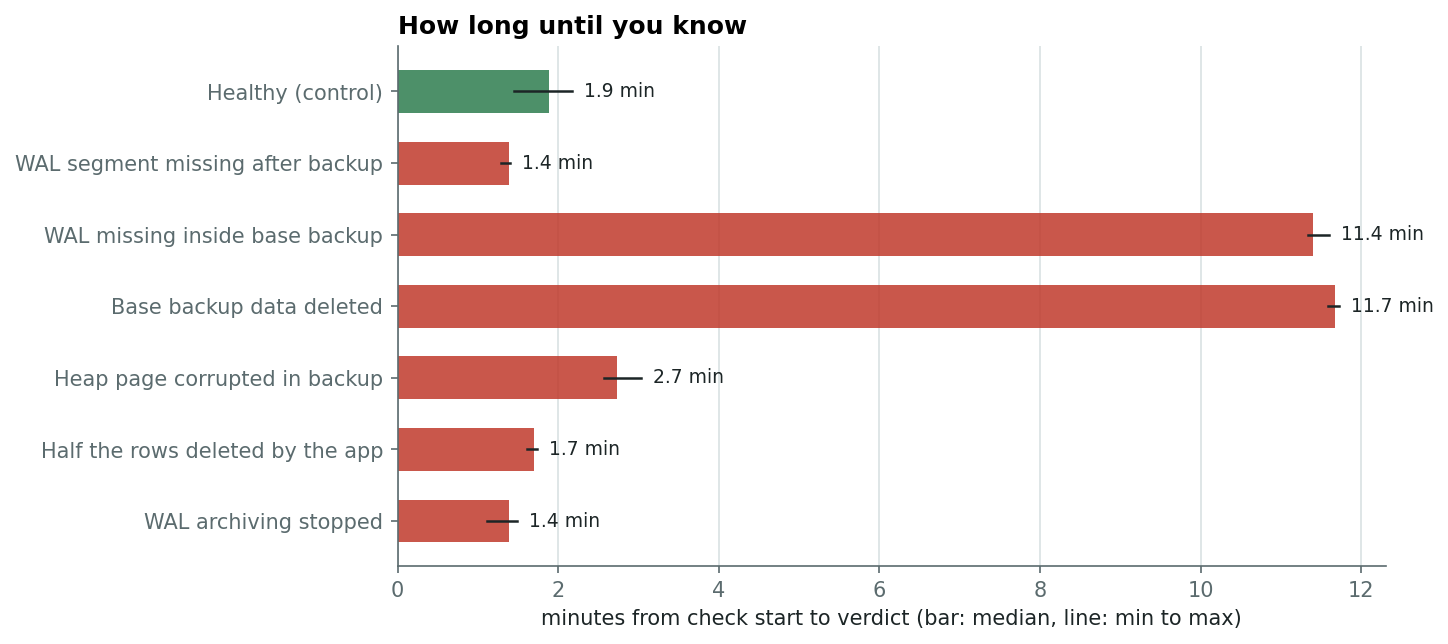 How long until you know
Healthy (control)
1.9 min
WAL segment missing after backup
1.4 min
WAL missing inside base backup
11.4 min
Base backup data deleted
11.7 min
Heap page corrupted in backup
2.7 min
Half the rows deleted by the app
1.7 min
WAL archiving stopped
1.4 min
0 2 4 6 8 10 12
minutes from check start to verdict (bar: median, line: min to max)